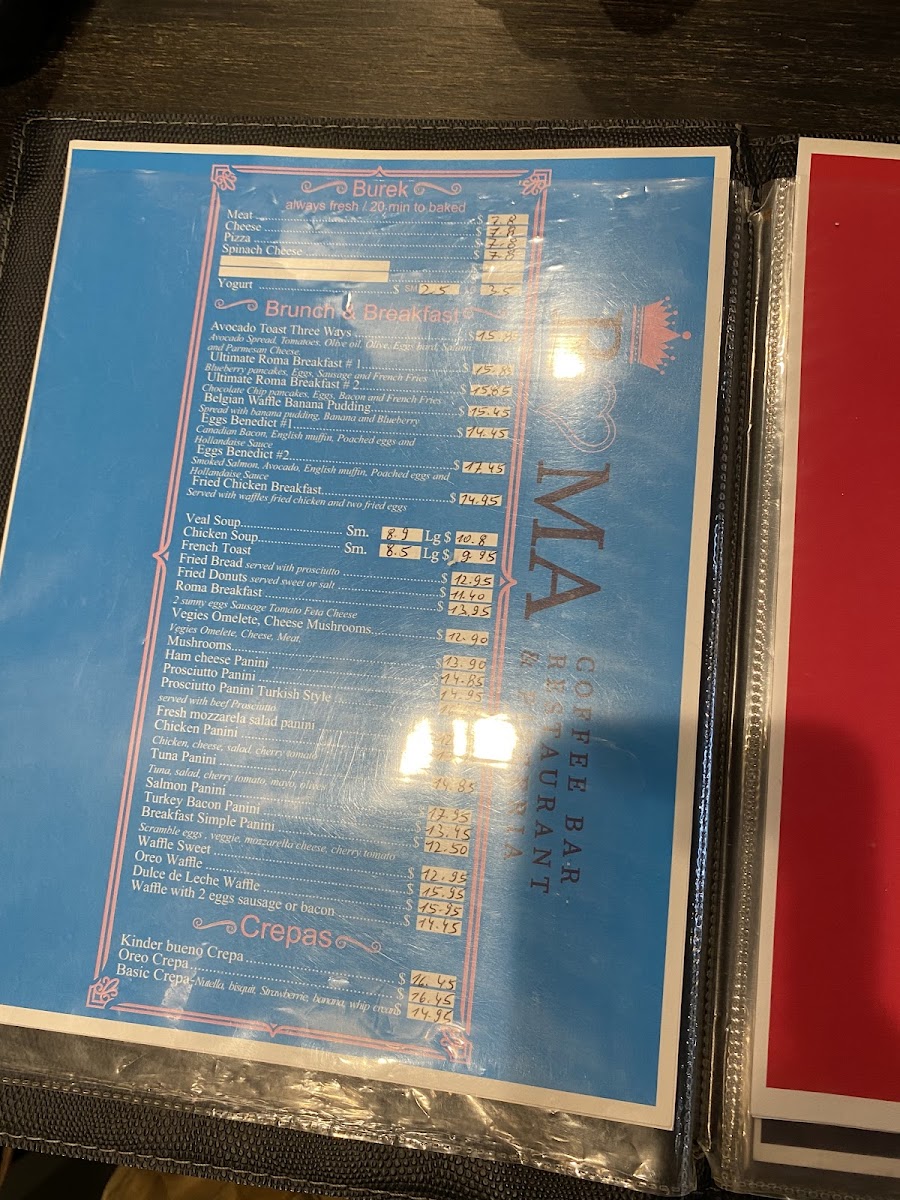 Burek
always fresh / 20 min to baked
Meat $ 7.8
Cheese $ 7.8
Pizza $ 7.8
Spinach Cheese $ 7.8
Yogurt $ SM 2.5 3.5
Brunch & Breakfast
Avocado Toast Three Ways $
Avocado Spread, Tomatoes, Olive oil, Olive, Eggs,
and Parmesan Cheese.
Ultimate Roma Breakfast # 1 $
Blueberry pancakes, Eggs, Sausage and French Fries
Ultimate Roma Breakfast # 2 $
Chocolate Chip pancakes, Eggs, Bacon and French Fries
Belgian Waffle Banana Pudding $ 15.45
Spread with banana pudding, Banana and Blueberry
Eggs Benedict #1 $ 14.45
Canadian Bacon, English muffin, Poached eggs and
Hollandaise Sauce
Eggs Benedict #2 $ 17.45
Smoked Salmon, Avocado, English muffin, Poached eggs and
Hollandaise Sauce
Fried Chicken Breakfast $ 14.95
Served with waffles fried chicken and two fried eggs
Veal Soup Sm. 8.9 Lg $ 10.8
Chicken Soup Sm. Lg $ 9.95
French Toast
Fried Bread served with prosciutto $ 12.95
Fried Donuts served sweet or salt $ 11.40
Roma Breakfast $ 13.95
2 sunny eggs Sausage Tomato Feta Cheese
Vegies Omelete, Cheese Mushrooms $ 12.90
Vegies Omelete, Cheese, Meat,
Mushrooms $ 13.90
Ham cheese Panini 14.85
Prosciutto Panini 14.95
Prosciutto Panini Turkish Style
served with beef Prosciutto
Fresh mozzarela salad panini
Chicken Panini
Chicken, cheese, salad, cherry tomato
Tuna Panini 14.85
Tuna, salad, cherry tomato, mayo,
Salmon Panini $ 17.95
Turkey Bacon Panini $ 13.45
Breakfast Simple Panini $ 12.50
Scramble eggs , veggie, mozzarella cheese, cherry tomato
Waffle Sweet $ 12.95
Oreo Waffle $ 15.95
Dulce de Leche Waffle $ 15.95
Waffle with 2 eggs sausage or bacon $ 14.45
Crepas
Kinder bueno Crepa $ 16.45
Oreo Crepa $ 16.45
Basic Crepa-Nutella, bisquit, Strawberrie, banana, whip cream $ 14.95
MA
COFFEE BAR
RESTAURANT